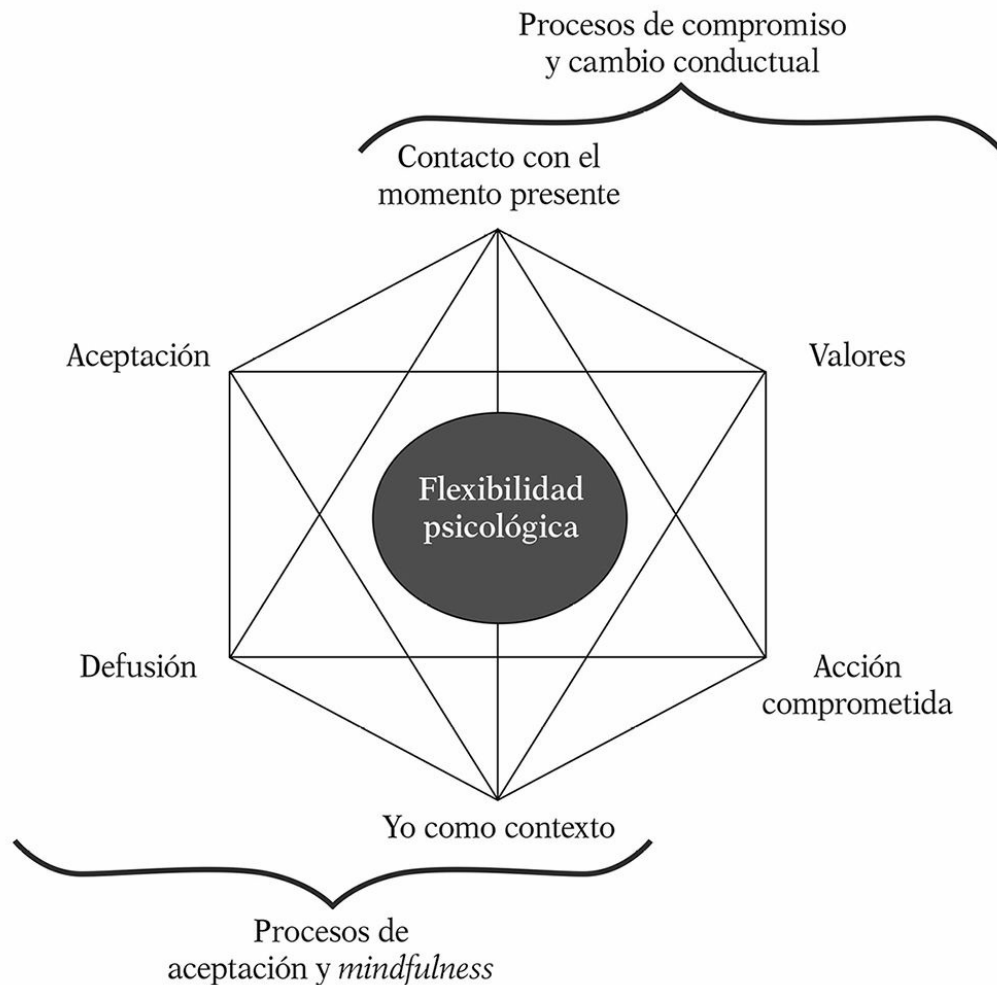 Procesos de compromiso
y cambio conductual
Contacto con el
momento presente
Aceptación
Valores
Flexibilidad
psicológica
Defusión
Acción
comprometida
Yo como contexto
Procesos de
aceptación y mindfulness